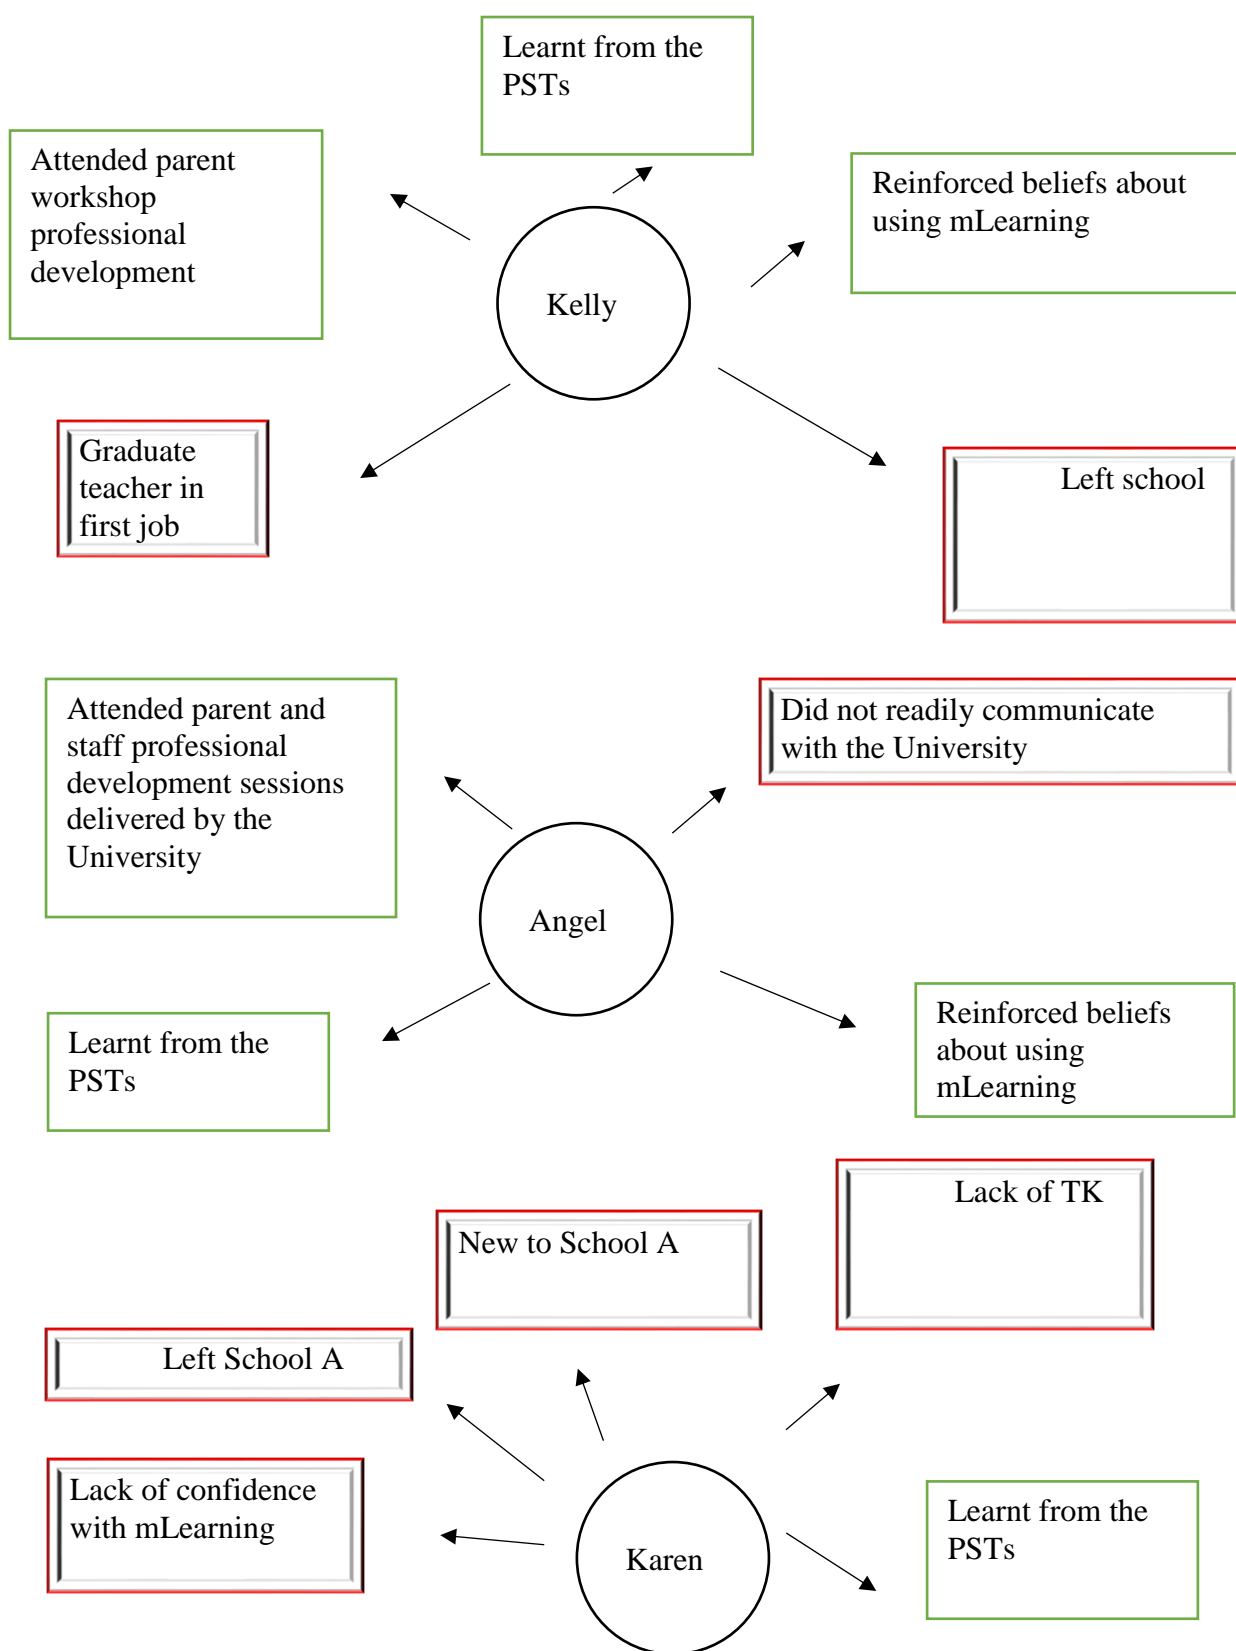 Learnt from the
PSTs
Attended parent
workshop
professional
development
Reinforced beliefs about
using mLearning
Kelly
Graduate
teacher in
first job
Left school
Attended parent and
staff professional
development sessions
delivered by the
University
Did not readily communicate
with the University
Angel
Learnt from the
PSTs
Reinforced beliefs
about using
mLearning
Lack of TK
New to School A
Left School A
Lack of confidence
with mLearning
Learnt from the
PSTs
Karen